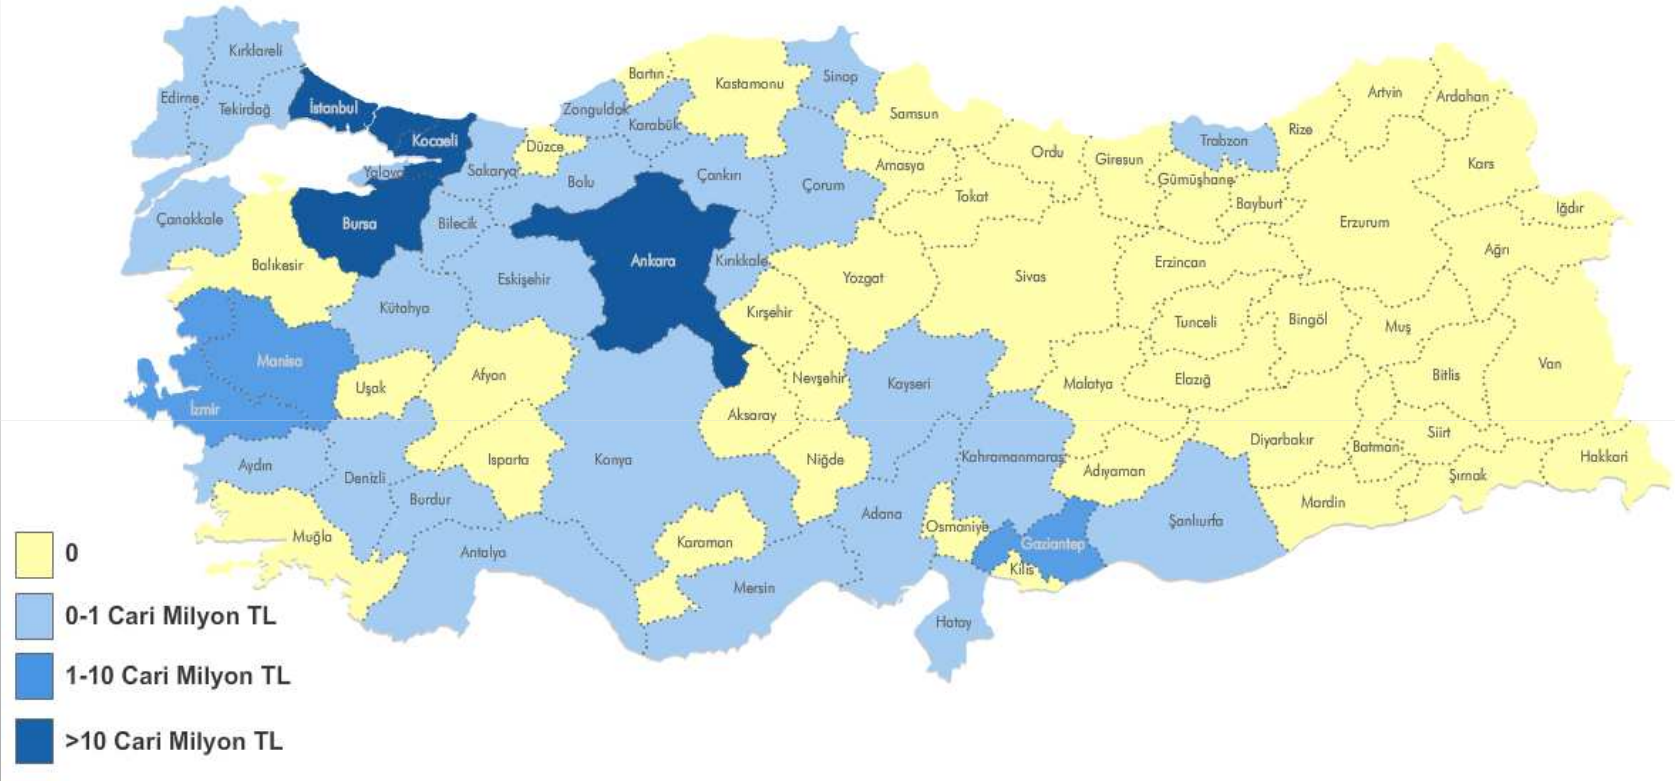 Kırklareli
Edirne
Tekirdağ
İstanbul
Kocaeli
Yalova
Sakarya
Düzce
Zonguldak
Bartın
Karabük
Kastamonu
Sinop
Samsun
Çankırı
Çorum
Amasya
Tokat
Ordu
Giresun
Trabzon
Gümüşhane
Bayburt
Rize
Artvin
Ardahan
Kars
Iğdır
Ağrı
Erzurum
Erzincan
Sivas
Yozgat
Kırıkkale
Ankara
Bolu
Bilecik
Bursa
Çanakkale
Balıkesir
Kütahya
Eskişehir
Kırşehir
Nevşehir
Kayseri
Malatya
Elazığ
Tunceli
Bingöl
Muş
Bitlis
Van
Hakkari
Şırnak
Siirt
Batman
Diyarbakır
Mardin
Adıyaman
Şanlıurfa
Kahramanmaraş
Gaziantep
Kilis
Osmaniye
Hatay
Adana
Niğde
Aksaray
Konya
Karaman
Mersin
Antalya
Isparta
Burdur
Afyon
Uşak
Manisa
İzmir
Aydın
Denizli
Muğla
0
0-1 Cari Milyon TL
1-10 Cari Milyon TL
>10 Cari Milyon TL